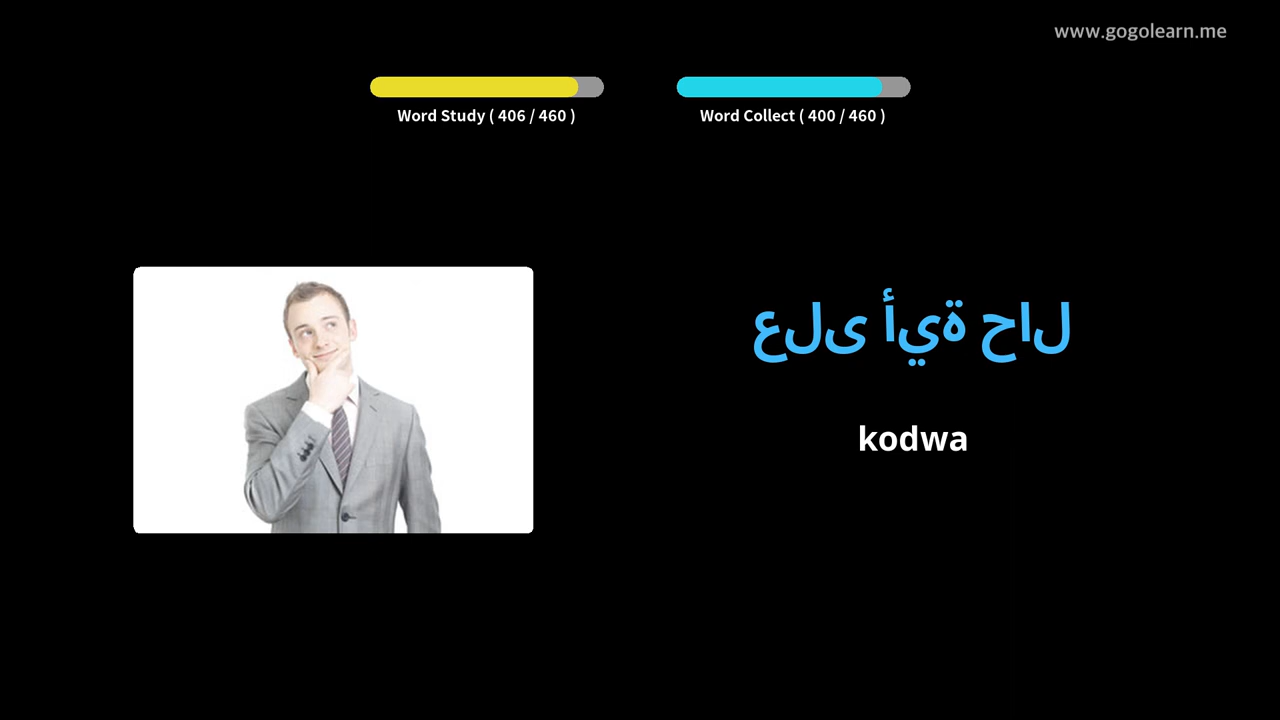 www.gogolearn.me
Word Study ( 406 / 460 )
Word Collect ( 400 / 460 )
على أية حال
kodwa